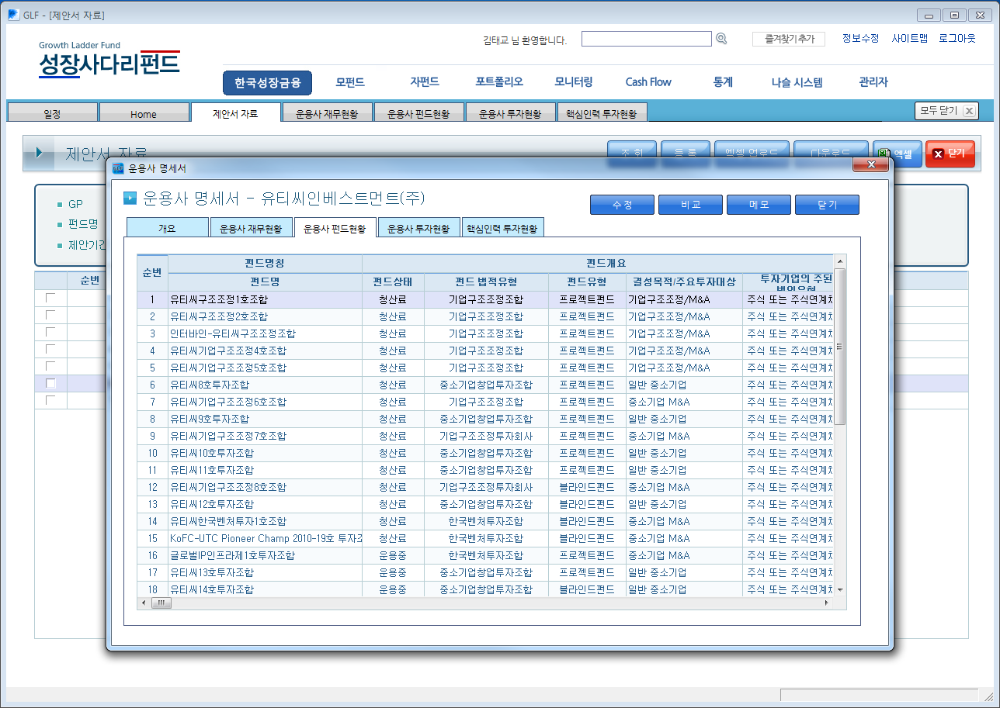 GLF - [제안서 자료]
Growth Ladder Fund
성장사다리펀드
김태교 님 환영합니다.
즐겨찾기 추가
정보수정 사이트맵 로그아웃
한국성장금융 모펀드 자펀드 포트폴리오 모니터링 Cash Flow 통계 나슬 시스템 관리자
일정 Home 제안서 자료 운용사 재무현황 운용사 펀드현황 운용사 투자현황 핵심인력 투자현황 모두 닫기
제안서 자료
조 회 등 록 엑셀 업로드 다운로드 엑셀 닫기
GP
펀드명
제안기간
순번
운용사 명세서
운용사 명세서 - 유티씨인베스트먼트(주)
수 정 비 교 메 모 닫 기
개요 운용사 재무현황 운용사 펀드현황 운용사 투자현황 핵심인력 투자현황
순번 펀드명칭 펀드개요
펀드명 펀드상태 펀드 법적유형 펀드유형 결성목적/주요투자대상 투자기업의 주된
1 유티씨구조조정1호조합 청산료 기업구조조정조합 프로젝트펀드 기업구조조정/M&A 주식 또는 주식연계
2 유티씨구조조정2호조합 청산료 기업구조조정조합 프로젝트펀드 기업구조조정/M&A 주식 또는 주식연계
3 인터바인-유티씨구조조정조합 청산료 기업구조조정조합 프로젝트펀드 기업구조조정/M&A 주식 또는 주식연계
4 유티씨기업구조조정4호조합 청산료 기업구조조정조합 프로젝트펀드 기업구조조정/M&A 주식 또는 주식연계
5 유티씨기업구조조정5호조합 청산료 기업구조조정조합 프로젝트펀드 기업구조조정/M&A 주식 또는 주식연계
6 유티씨8호투자조합 청산료 중소기업창업투자조합 프로젝트펀드 일반 중소기업 주식 또는 주식연계
7 유티씨기업구조조정6호조합 청산료 기업구조조정조합 프로젝트펀드 중소기업 M&A 주식 또는 주식연계
8 유티씨9호투자조합 청산료 중소기업창업투자조합 프로젝트펀드 일반 중소기업 주식 또는 주식연계
9 유티씨기업구조조정7호조합 청산료 기업구조조정투자회사 프로젝트펀드 중소기업 M&A 주식 또는 주식연계
10 유티씨10호투자조합 청산료 중소기업창업투자조합 프로젝트펀드 일반 중소기업 주식 또는 주식연계
11 유티씨11호투자조합 청산료 중소기업창업투자조합 프로젝트펀드 일반 중소기업 주식 또는 주식연계
12 유티씨기업구조조정8호조합 청산료 기업구조조정투자회사 블라인드펀드 중소기업 M&A 주식 또는 주식연계
13 유티씨12호투자조합 청산료 중소기업창업투자조합 블라인드펀드 일반 중소기업 주식 또는 주식연계
14 유티씨한국벤처투자1호조합 청산료 한국벤처투자조합 블라인드펀드 중소기업 M&A 주식 또는 주식연계
15 KoFC-UTC Pioneer Champ 2010-19호 투자조 청산료 한국벤처투자조합 블라인드펀드 중소기업 M&A 주식 또는 주식연계
16 글로벌IP인프라제1호투자조합 운용중 한국벤처투자조합 프로젝트펀드 중소기업 M&A 주식 또는 주식연계
17 유티씨13호투자조합 운용중 중소기업창업투자조합 프로젝트펀드 일반 중소기업 주식 또는 주식연계
18 유티씨14호투자조합 운용중 중소기업창업투자조합 블라인드펀드 일반 중소기업 주식 또는 주식연계